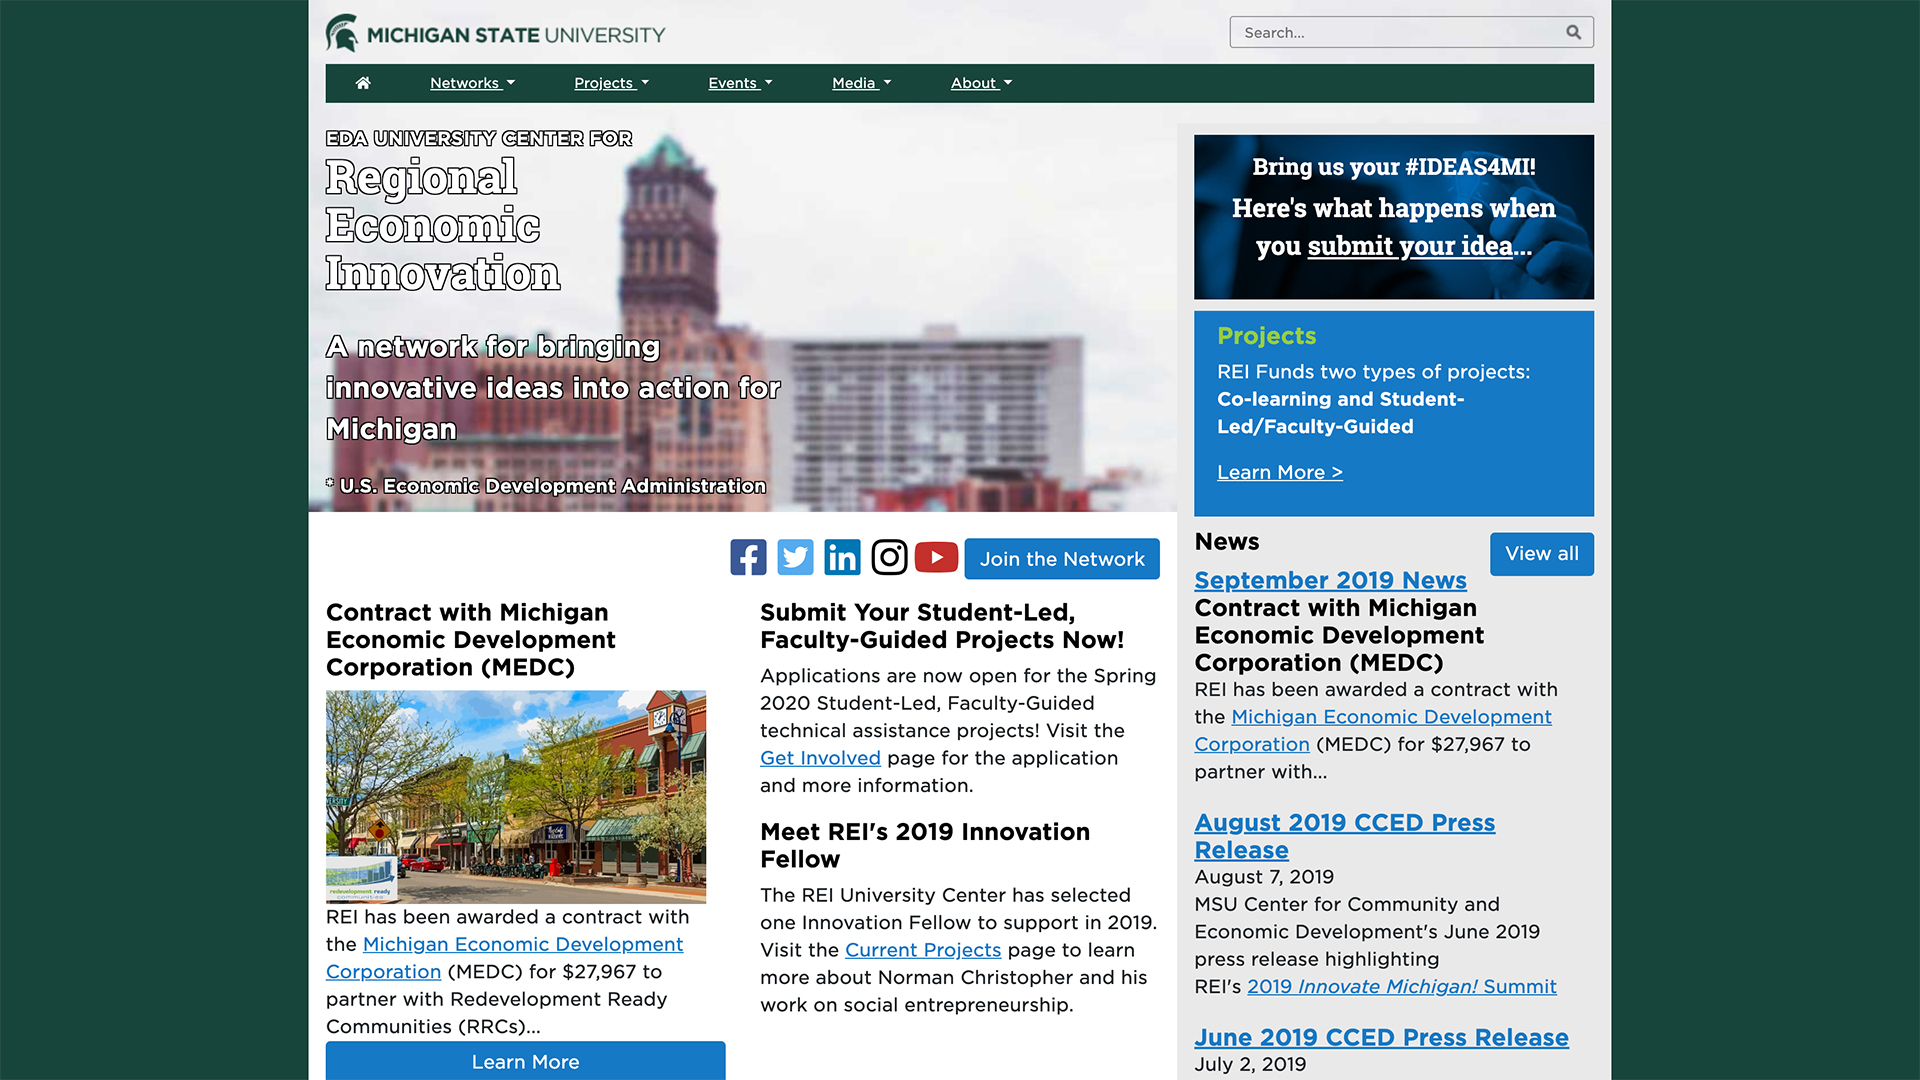 MICHIGAN STATE UNIVERSITY
Search...
Networks
Projects
Events
Media
About
EDA UNIVERSITY CENTER FOR
Regional
Economic
Innovation
A network for bringing
innovative ideas into action for
Michigan
* U.S. Economic Development Administration
Bring us your #IDEAS4MI!
Here's what happens when
you submit your idea...
Projects
REI Funds two types of projects:
Co-learning and Student-
Led/Faculty-Guided
Learn More >
Join the Network
Contract with Michigan
Economic Development
Corporation (MEDC)
VERSITY
redevelopment ready
communities
REI has been awarded a contract with
the Michigan Economic Development
Corporation (MEDC) for $27,967 to
partner with Redevelopment Ready
Communities (RRCs)...
Learn More
Submit Your Student-Led,
Faculty-Guided Projects Now!
Applications are now open for the Spring
2020 Student-Led, Faculty-Guided
technical assistance projects! Visit the
Get Involved page for the application
and more information.
Meet REI's 2019 Innovation
Fellow
The REI University Center has selected
one Innovation Fellow to support in 2019.
Visit the Current Projects page to learn
more about Norman Christopher and his
work on social entrepreneurship.
News
View all
September 2019 News
Contract with Michigan
Economic Development
Corporation (MEDC)
REI has been awarded a contract with
the Michigan Economic Development
Corporation (MEDC) for $27,967 to
partner with...
August 2019 CCED Press
Release
August 7, 2019
MSU Center for Community and
Economic Development's June 2019
press release highlighting
REI's 2019 Innovate Michigan! Summit
June 2019 CCED Press Release
July 2, 2019